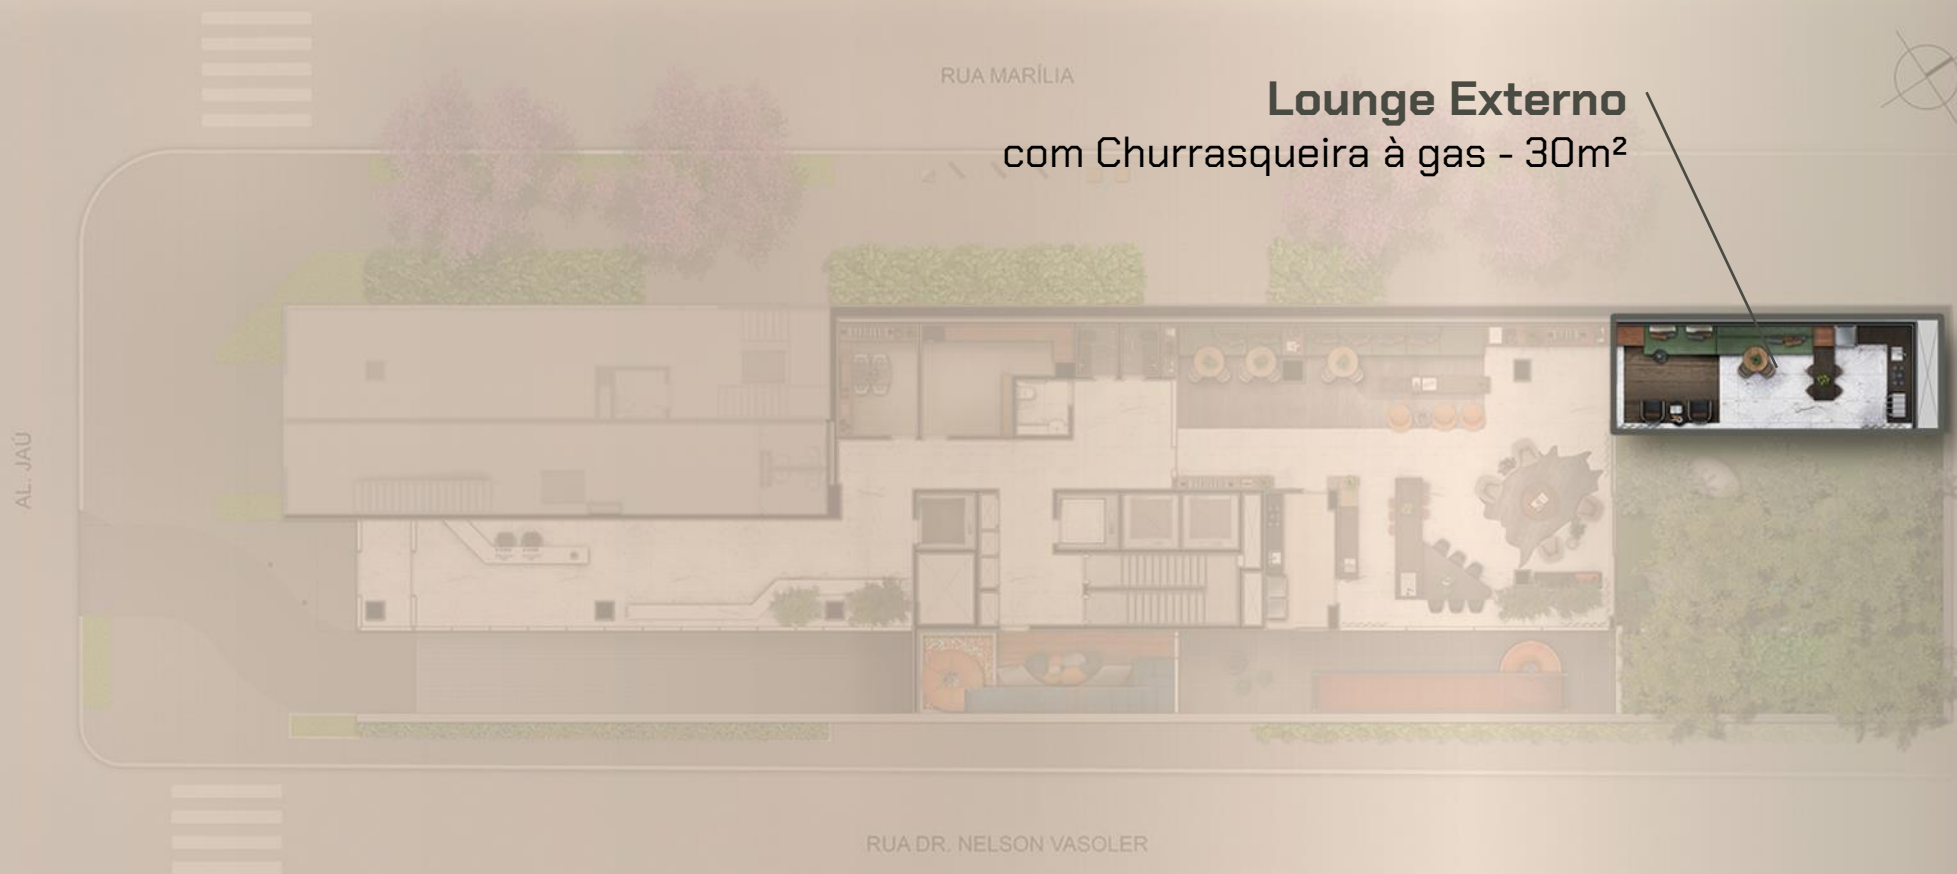 RUA MARÍLIA
Lounge Externo
com Churrasqueira à gas - 30m²
AL. JAÚ
RUA DR. NELSON VASOLER